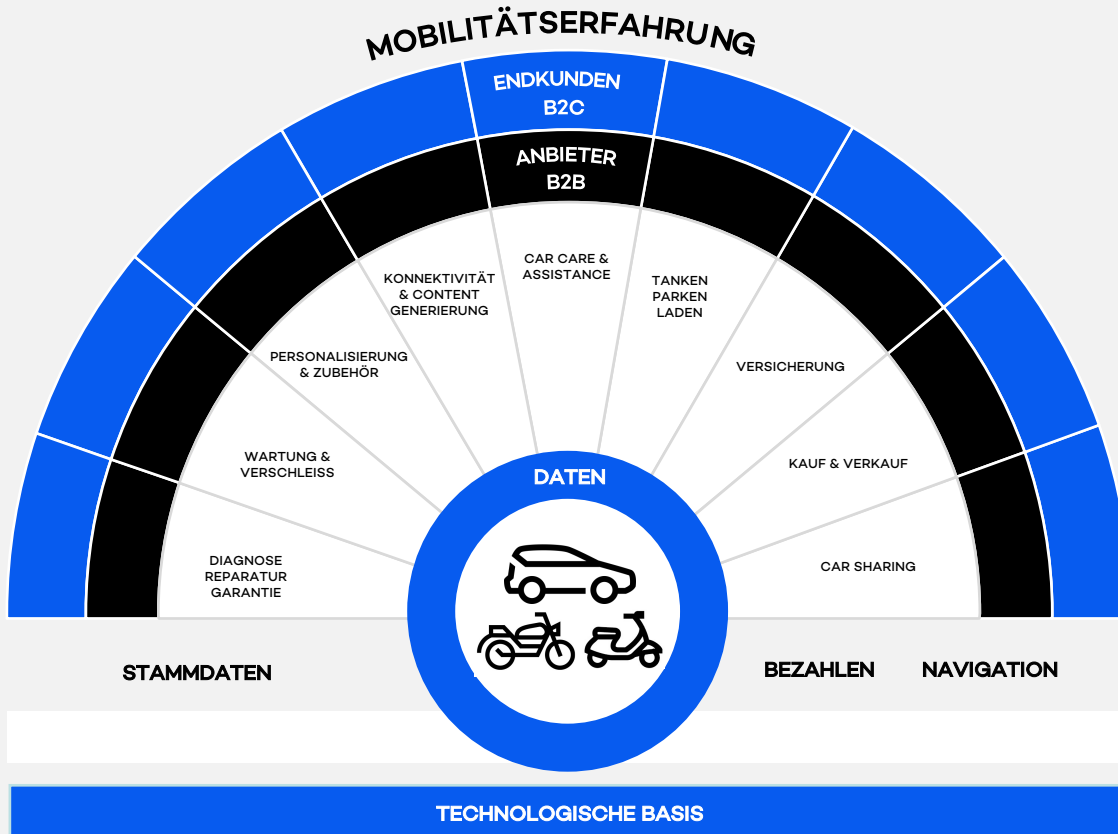 MOBILITÄTSERFAHRUNG
ENDKUNDEN
B2C
ANBIETER
B2B
DIAGNOSE
REPARATUR
GARANTIE
WARTUNG &
VERSCHLEISS
PERSONALISIERUNG
& ZUBEHÖR
KONNEKTIVITÄT
& CONTENT
GENERIERUNG
CAR CARE &
ASSISTANCE
TANKEN
PARKEN
LADEN
VERSICHERUNG
KAUF & VERKAUF
CAR SHARING
DATEN
STAMMDATEN
BEZAHLEN
NAVIGATION
TECHNOLOGISCHE BASIS